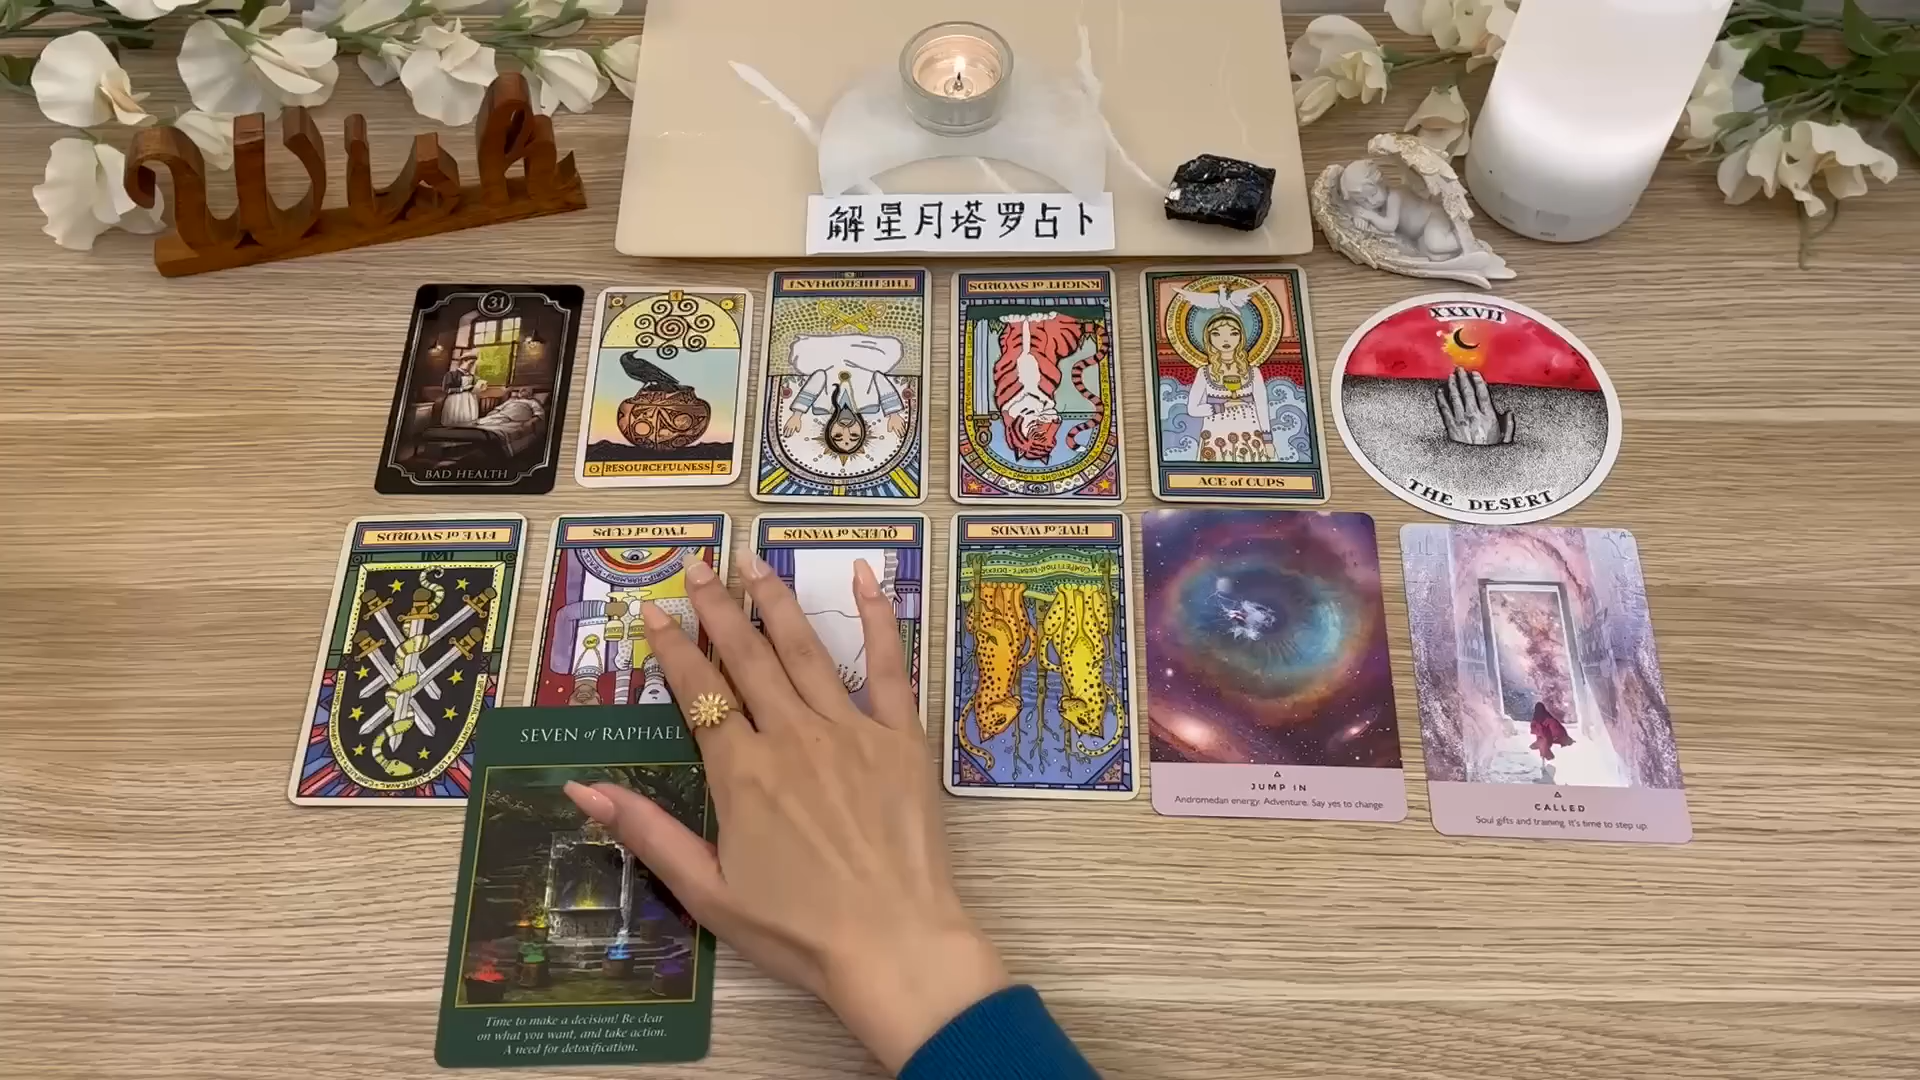 Wish
解星月塔罗占卜
31
BAD HEALTH
RESOURCEFULNESS
THE HIEROPHANT
KNIGHT of SWORDS
ACE of CUPS
XXXVII
THE DESERT
FIVE of SWORDS
TWO of CUPS
QUEEN of WANDS
FIVE of WANDS
JUMP IN
Andromedan energy. Adventure. Say yes to change
CALLED
Soul gifts and training. It's time to step up.
SEVEN of RAPHAEL
Time to make a decision! Be clear
on what you want, and take action.
A need for detoxification.